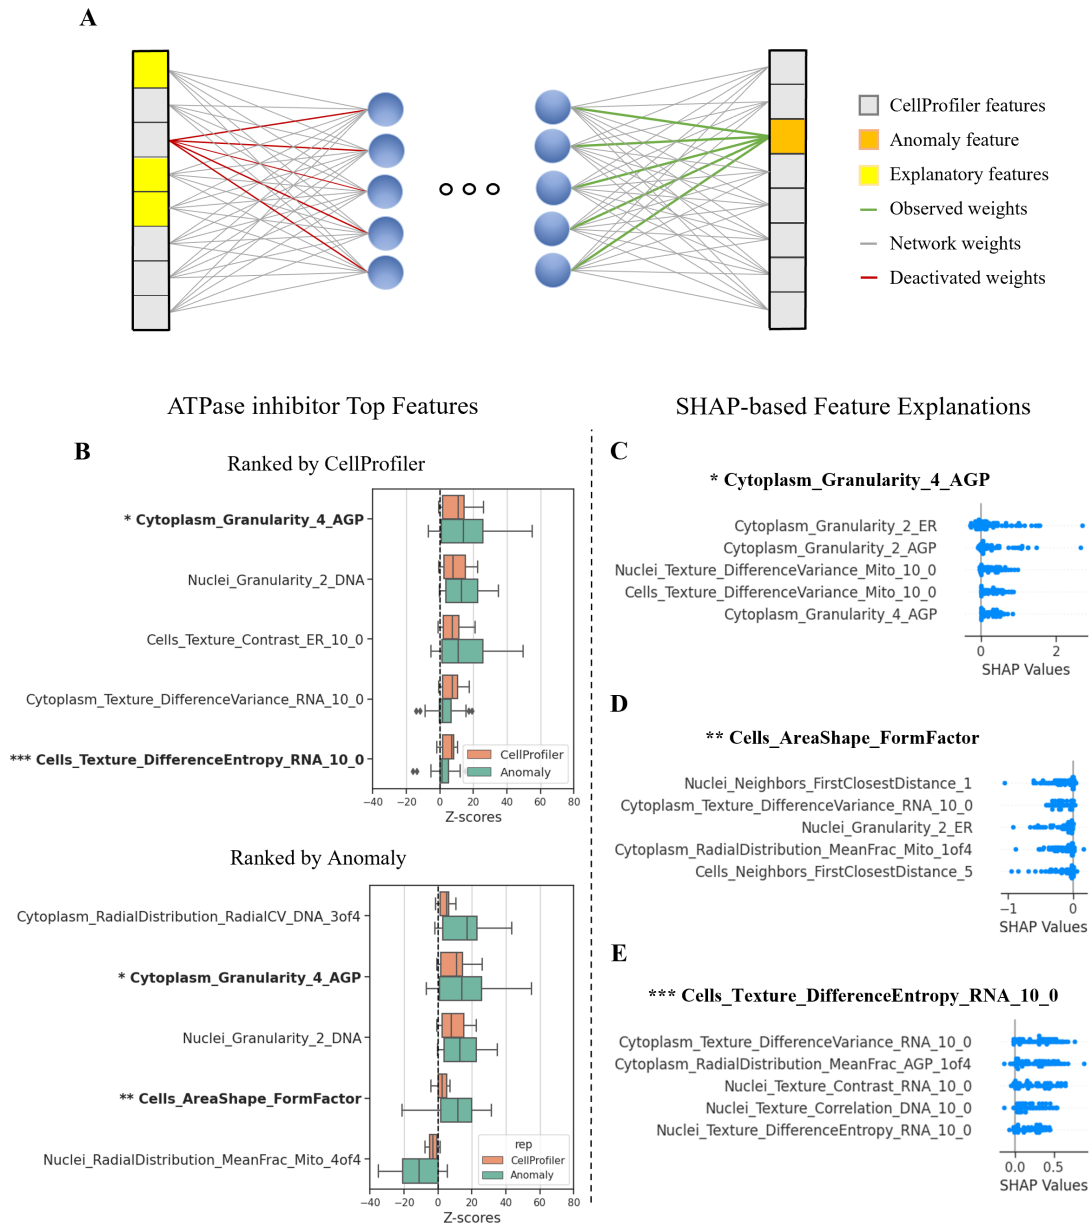 A
CellProfiler features
Anomaly feature
Explanatory features
Observed weights
Network weights
Deactivated weights
ATPase inhibitor Top Features
SHAP-based Feature Explanations
B
Ranked by CellProfiler
* Cytoplasm_Granularity_4_AGP
Nuclei_Granularity_2_DNA
Cells_Texture_Contrast_ER_10_0
Cytoplasm_Texture_DifferenceVariance_RNA_10_0
*** Cells_Texture_DifferenceEntropy_RNA_10_0
CellProfiler
Anomaly
−40 −20 0 20 40 60 80
Z-scores
Ranked by Anomaly
Cytoplasm_RadialDistribution_RadialCV_DNA_3of4
* Cytoplasm_Granularity_4_AGP
Nuclei_Granularity_2_DNA
** Cells_AreaShape_FormFactor
Nuclei_RadialDistribution_MeanFrac_Mito_4of4
rep
CellProfiler
Anomaly
−40 −20 0 20 40 60 80
Z-scores
C
* Cytoplasm_Granularity_4_AGP
Cytoplasm_Granularity_2_ER
Cytoplasm_Granularity_2_AGP
Nuclei_Texture_DifferenceVariance_Mito_10_0
Cells_Texture_DifferenceVariance_Mito_10_0
Cytoplasm_Granularity_4_AGP
0 2
SHAP Values
D
** Cells_AreaShape_FormFactor
Nuclei_Neighbors_FirstClosestDistance_1
Cytoplasm_Texture_DifferenceVariance_RNA_10_0
Nuclei_Granularity_2_ER
Cytoplasm_RadialDistribution_MeanFrac_Mito_1of4
Cells_Neighbors_FirstClosestDistance_5
−1 0
SHAP Values
E
*** Cells_Texture_DifferenceEntropy_RNA_10_0
Cytoplasm_Texture_DifferenceVariance_RNA_10_0
Cytoplasm_RadialDistribution_MeanFrac_AGP_1of4
Nuclei_Texture_Contrast_RNA_10_0
Nuclei_Texture_Correlation_DNA_10_0
Nuclei_Texture_DifferenceEntropy_RNA_10_0
0.0 0.5
SHAP Values